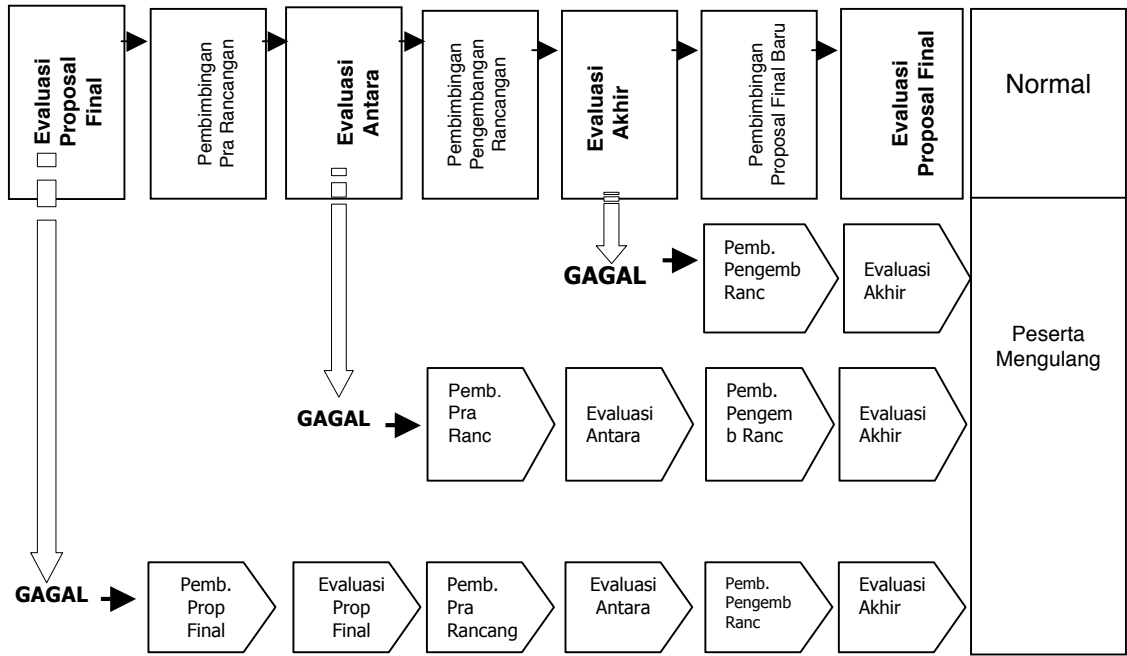 Evaluasi
Proposal
Final
Pembimbingan
Pra Rancangan
Evaluasi
Antara
Pembimbingan
Pengembangan
Rancangan
Evaluasi
Akhir
Pembimbingan
Proposal Final Baru
Evaluasi
Proposal Final
Normal
GAGAL
Pemb.
Pengemb
Ranc
Evaluasi
Akhir
Peserta
Mengulang
GAGAL
Pemb.
Pra
Ranc
Evaluasi
Antara
Pemb.
Pengem
b Ranc
Evaluasi
Akhir
GAGAL
Pemb.
Prop
Final
Evaluasi
Prop
Final
Pemb.
Pra
Rancang
Evaluasi
Antara
Pemb.
Pengemb
Ranc
Evaluasi
Akhir